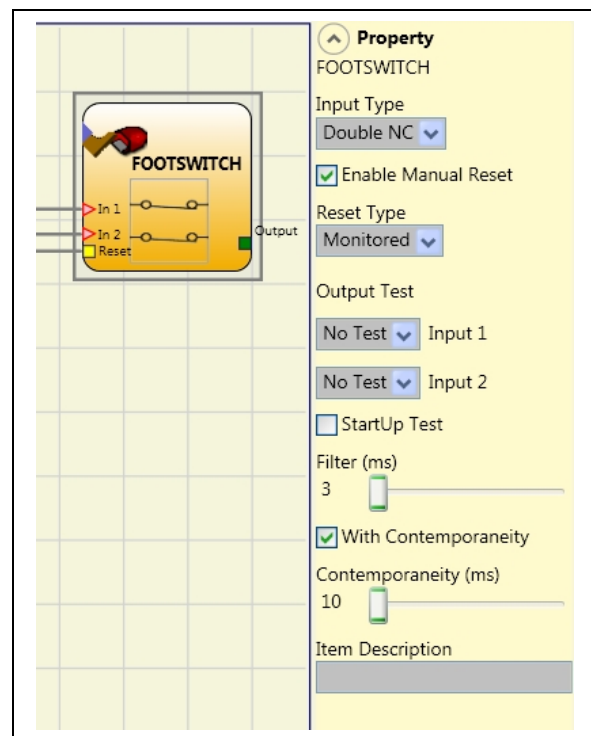 FOOTSWITCH
In 1
In 2
Reset
Output
Property
FOOTSWITCH
Input Type
Double NC
Enable Manual Reset
Reset Type
Monitored
Output Test
No Test Input 1
No Test Input 2
StartUp Test
Filter (ms)
3
With Contemporaneity
Contemporaneity (ms)
10
Item Description